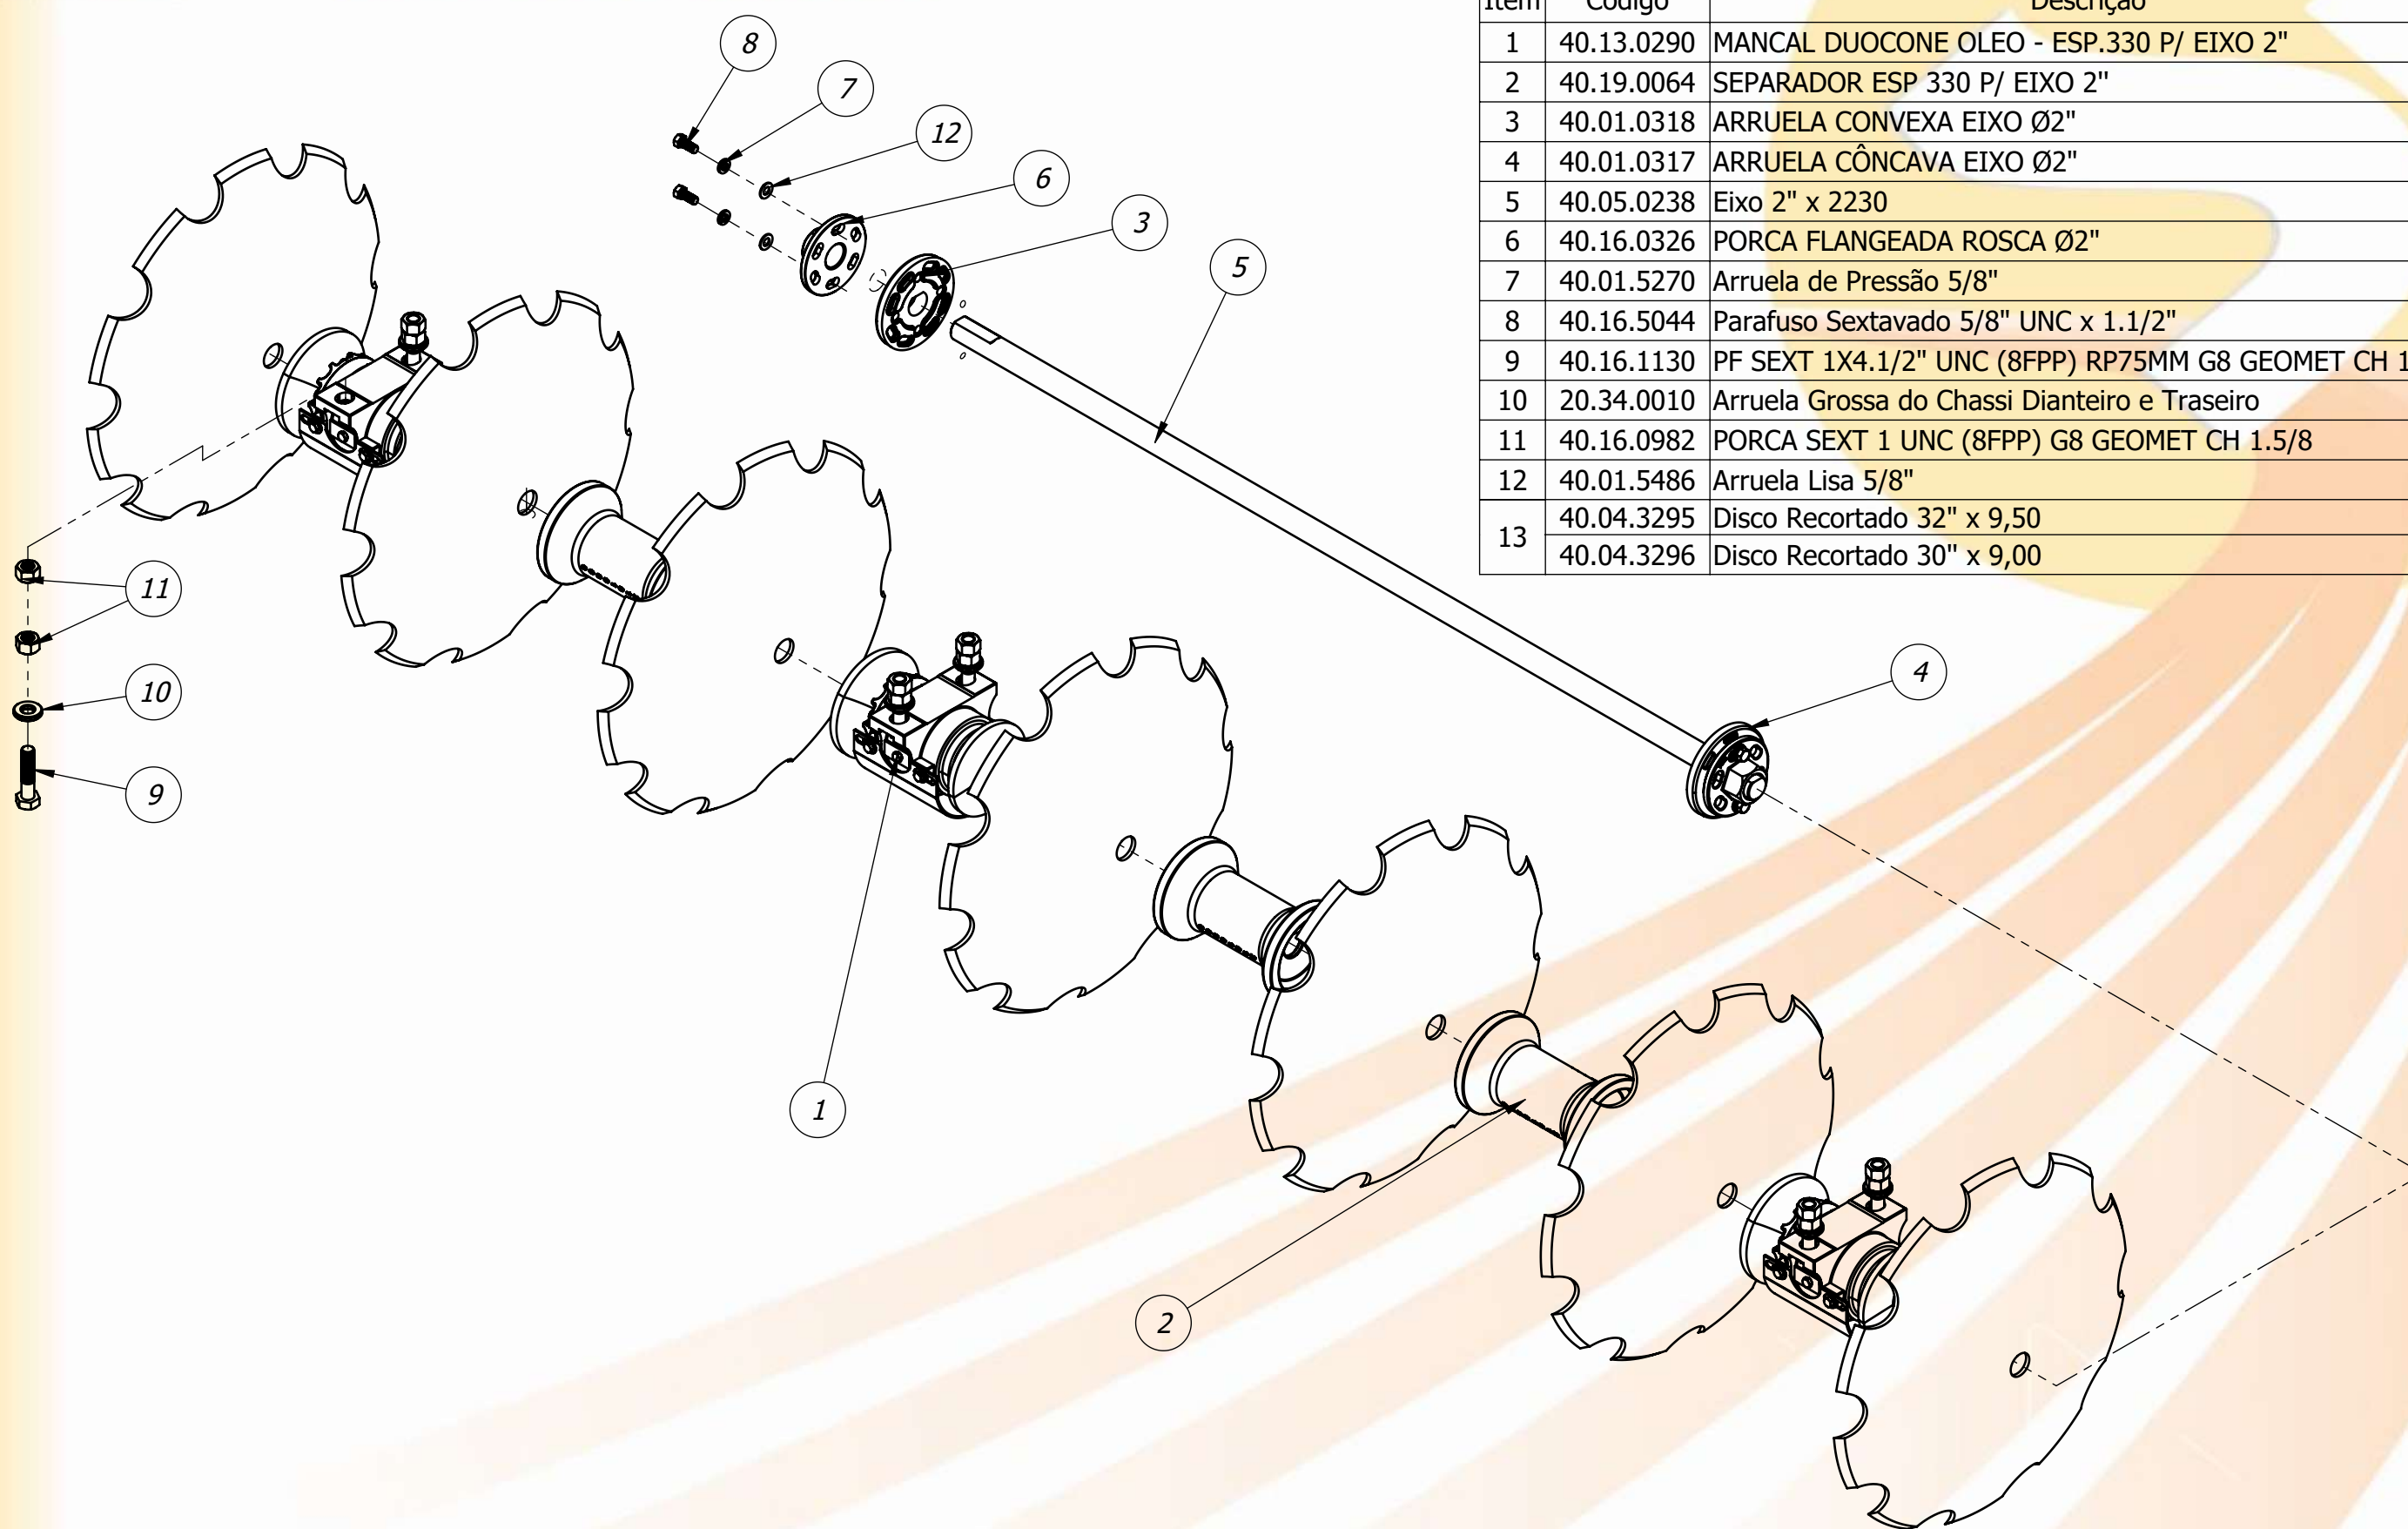 Item Código Descrição
1 40.13.0290 MANCAL DUOCONE OLEO - ESP.330 P/ EIXO 2"
2 40.19.0064 SEPARADOR ESP 330 P/ EIXO 2"
3 40.01.0318 ARRUELA CONVEXA EIXO Ø2"
4 40.01.0317 ARRUELA CÔNCAVA EIXO Ø2"
5 40.05.0238 Eixo 2" x 2230
6 40.16.0326 PORCA FLANGEADA ROSCA Ø2"
7 40.01.5270 Arruela de Pressão 5/8"
8 40.16.5044 Parafuso Sextavado 5/8" UNC x 1.1/2"
9 40.16.1130 PF SEXT 1X4.1/2" UNC (8FPP) RP75MM G8 GEOMET CH 1
10 20.34.0010 Arruela Grossa do Chassi Dianteiro e Traseiro
11 40.16.0982 PORCA SEXT 1 UNC (8FPP) G8 GEOMET CH 1.5/8
12 40.01.5486 Arruela Lisa 5/8"
13 40.04.3295 Disco Recortado 32" x 9,50
40.04.3296 Disco Recortado 30" x 9,00
8
7
12
6
3
5
11
10
9
4
1
2